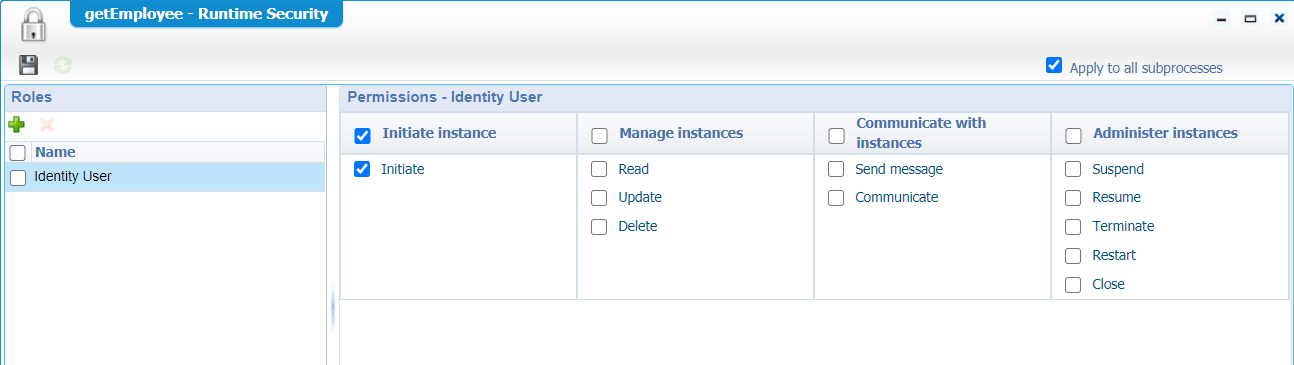 getEmployee - Runtime Security
Apply to all subprocesses
Roles
Name
Identity User
Permissions - Identity User
Initiate instance
Manage instances
Communicate with
instances
Administer instances
Initiate
Read
Send message
Suspend
Update
Communicate
Resume
Delete
Terminate
Restart
Close